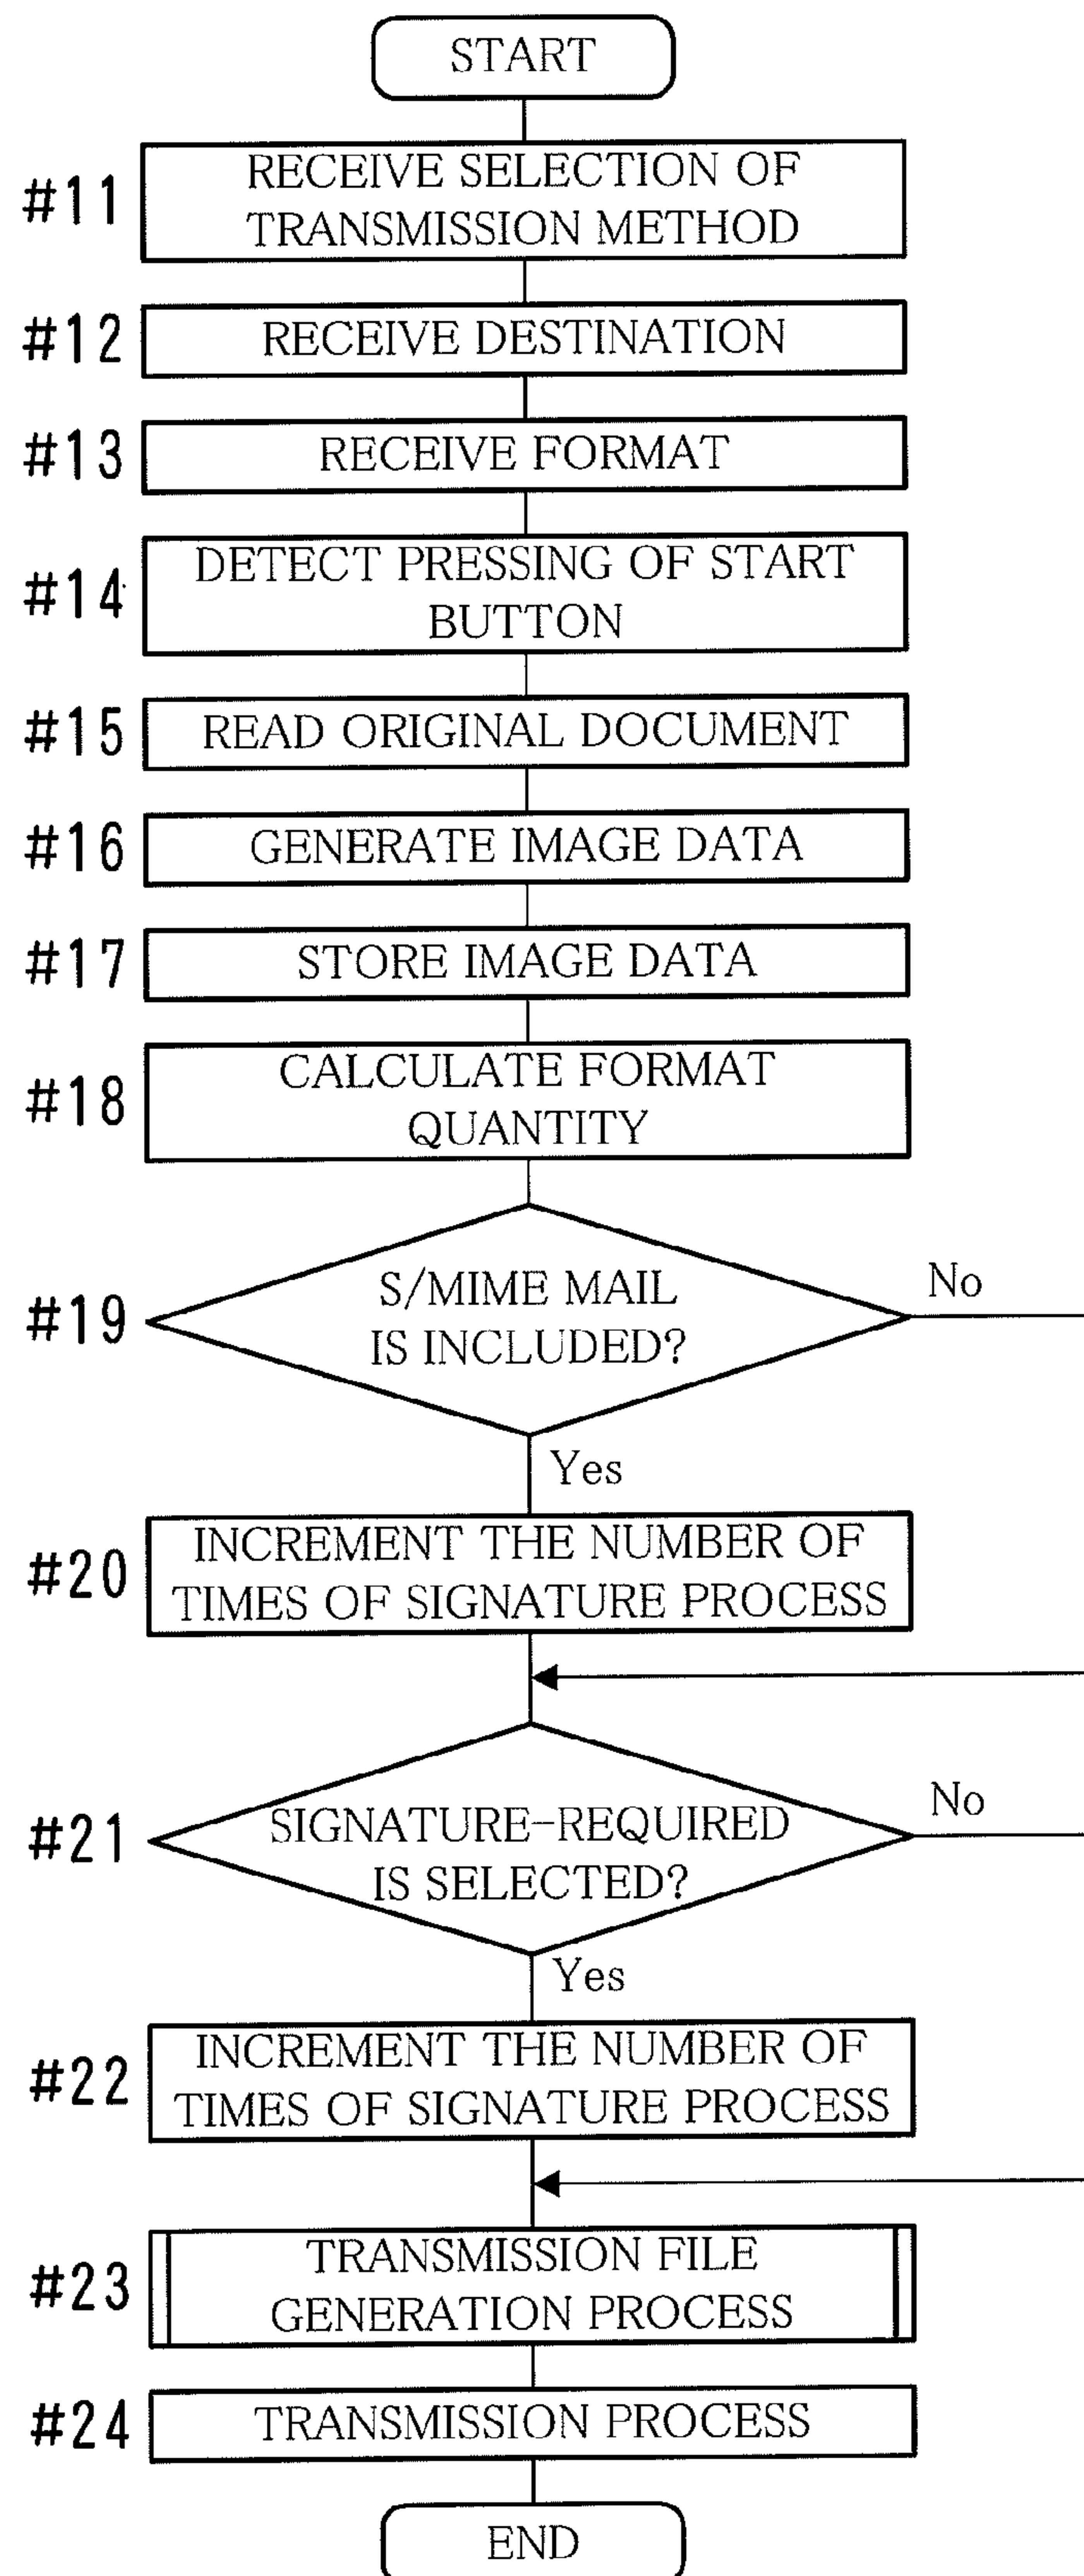 START
#11
RECEIVE SELECTION OF
TRANSMISSION METHOD
#12
RECEIVE DESTINATION
#13
RECEIVE FORMAT
#14
DETECT PRESSING OF START
BUTTON
#15
READ ORIGINAL DOCUMENT
#16
GENERATE IMAGE DATA
#17
STORE IMAGE DATA
#18
CALCULATE FORMAT
QUANTITY
#19
S/MIME MAIL
IS INCLUDED?
No
Yes
#20
INCREMENT THE NUMBER OF
TIMES OF SIGNATURE PROCESS
#21
SIGNATURE-REQUIRED
IS SELECTED?
No
Yes
#22
INCREMENT THE NUMBER OF
TIMES OF SIGNATURE PROCESS
#23
TRANSMISSION FILE
GENERATION PROCESS
#24
TRANSMISSION PROCESS
END